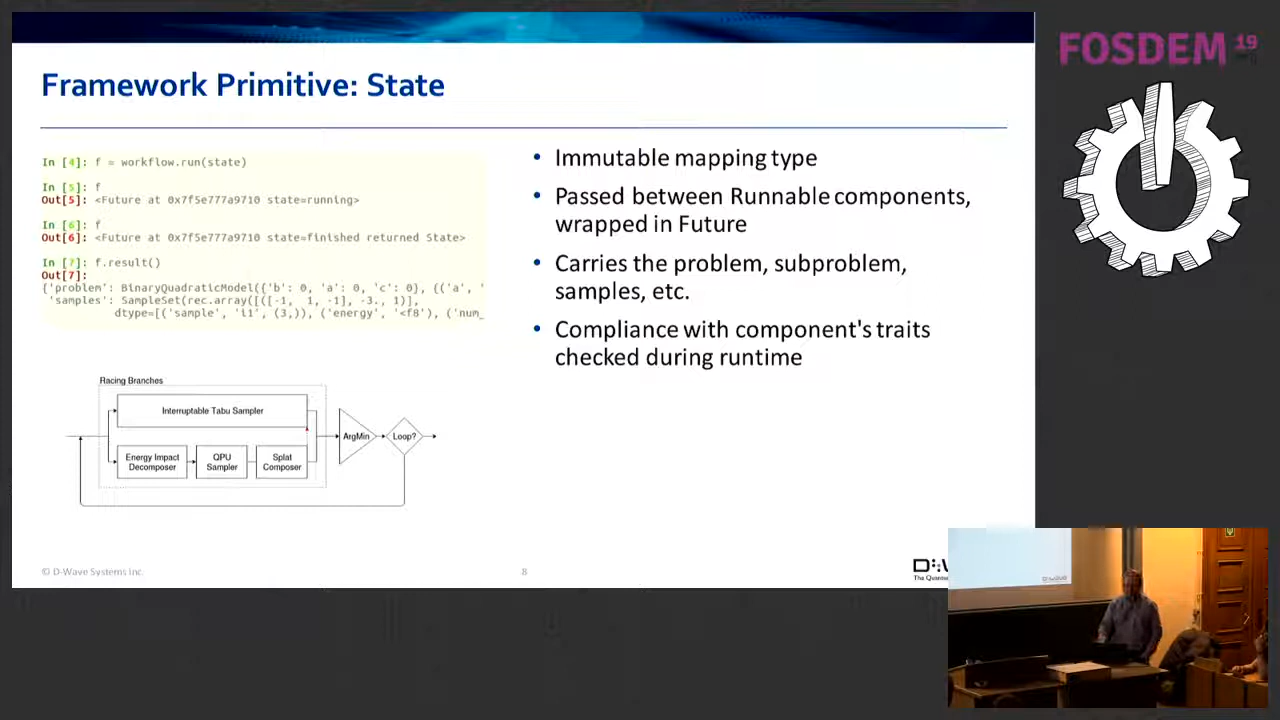 Framework Primitive: State
In [4]: f = workflow.run(state)
In [5]: f
Out[5]: <Future at 0x7f5e777a9710 state=running>
In [6]: f
Out[6]: <Future at 0x7f5e777a9710 state=finished returned State>
In [7]: f.result()
Out[7]:
{'problem': BinaryQuadraticModel({'b': 0, 'a': 0, 'c': 0}, {('a', '
'samples': SampleSet(rec.array([([-1, 1, -1], -3., 1)],
dtype=[('sample', 'i1', (3,)), ('energy', '<f8'), ('num_
• Immutable mapping type
• Passed between Runnable components,
wrapped in Future
• Carries the problem, subproblem,
samples, etc.
• Compliance with component's traits
checked during runtime
Racing Branches
Interruptable Tabu Sampler
Energy Impact
Decomposer
QPU
Sampler
Splat
Composer
ArgMin
Loop?
© D-Wave Systems Inc.
8
The Quantu
FOSDEM 19